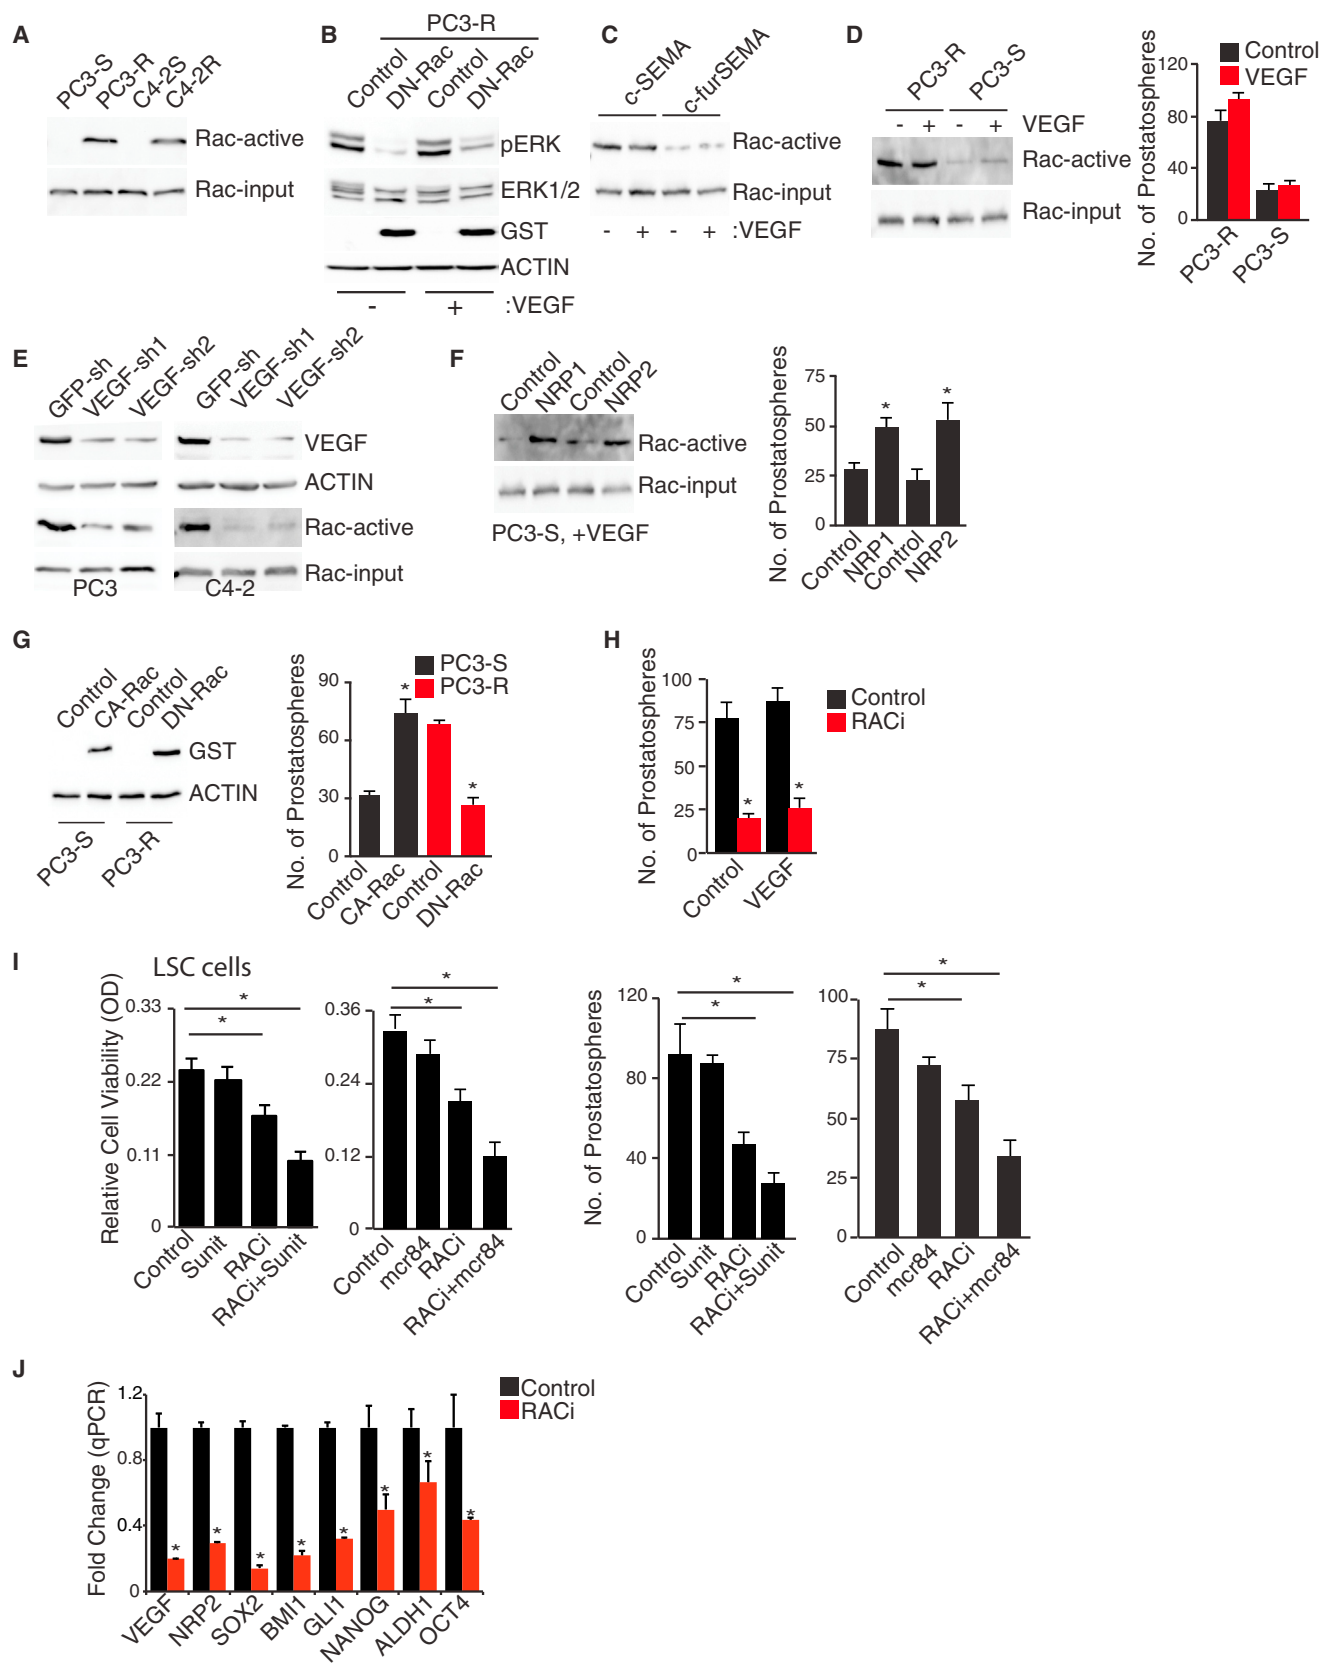 A
PC3-S
PC3-R
C4-2S
C4-2R
Rac-active
Rac-input
B
PC3-R
Control
DN-Rac
Control
DN-Rac
pERK
ERK1/2
GST
ACTIN
- + :VEGF
C
c-SEMA
c-furSEMA
Rac-active
Rac-input
- + - + :VEGF
D
PC3-R
PC3-S
- + - + VEGF
Rac-active
Rac-input
No. of Prostatospheres
120
80
40
0
Control
VEGF
PC3-R
PC3-S
E
GFP-sh
VEGF-sh1
VEGF-sh2
GFP-sh
VEGF-sh1
VEGF-sh2
VEGF
ACTIN
Rac-active
Rac-input
PC3
C4-2
F
Control
NRP1
Control
NRP2
Rac-active
Rac-input
PC3-S, +VEGF
No. of Prostatospheres
75
50
25
0
*
*
Control
NRP1
Control
NRP2
G
Control
CA-Rac
Control
DN-Rac
GST
ACTIN
PC3-S
PC3-R
No. of Prostatospheres
90
60
30
0
PC3-S
PC3-R
*
*
Control
CA-Rac
Control
DN-Rac
H
No. of Prostatospheres
100
75
50
25
0
Control
RACi
*
*
Control
VEGF
I
LSC cells
Relative Cell Viability (OD)
0.33
0.22
0.11
0
*
*
Control
Sunit
RACi
RACi+Sunit
0.36
0.24
0.12
0
*
*
Control
mcr84
RACi
RACi+mcr84
No. of Prostatospheres
120
80
40
0
*
*
Control
Sunit
RACi
RACi+Sunit
100
75
50
25
0
*
*
Control
mcr84
RACi
RACi+mcr84
J
Fold Change (qPCR)
1.2
0.8
0.4
0
Control
RACi
*
*
*
*
*
*
*
*
VEGF
NRP2
SOX2
BMI1
GLI1
NANOG
ALDH1
OCT4